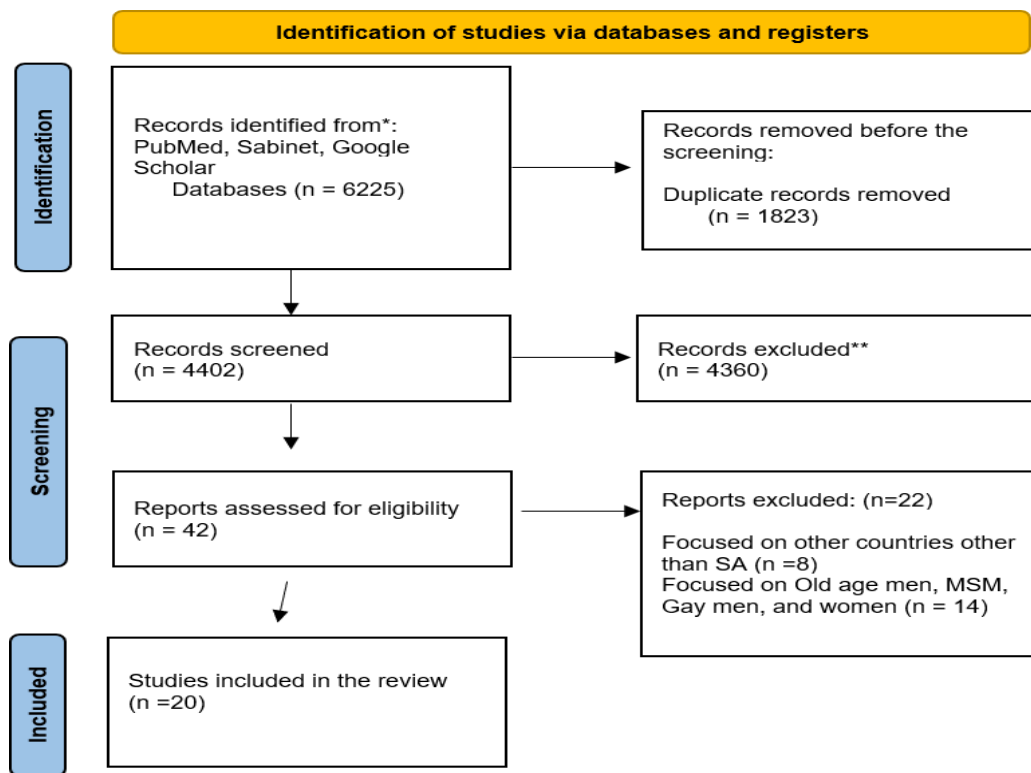 Identification of studies via databases and registers
Identification
Records identified from*:
PubMed, Sabinet, Google
Scholar
Databases (n = 6225)
Records removed before the
screening:
Duplicate records removed
(n = 1823)
Screening
Records screened
(n = 4402)
Records excluded**
(n = 4360)
Reports assessed for eligibility
(n = 42)
Reports excluded: (n=22)
Focused on other countries other
than SA (n =8)
Focused on Old age men, MSM,
Gay men, and women (n = 14)
Included
Studies included in the review
(n =20)